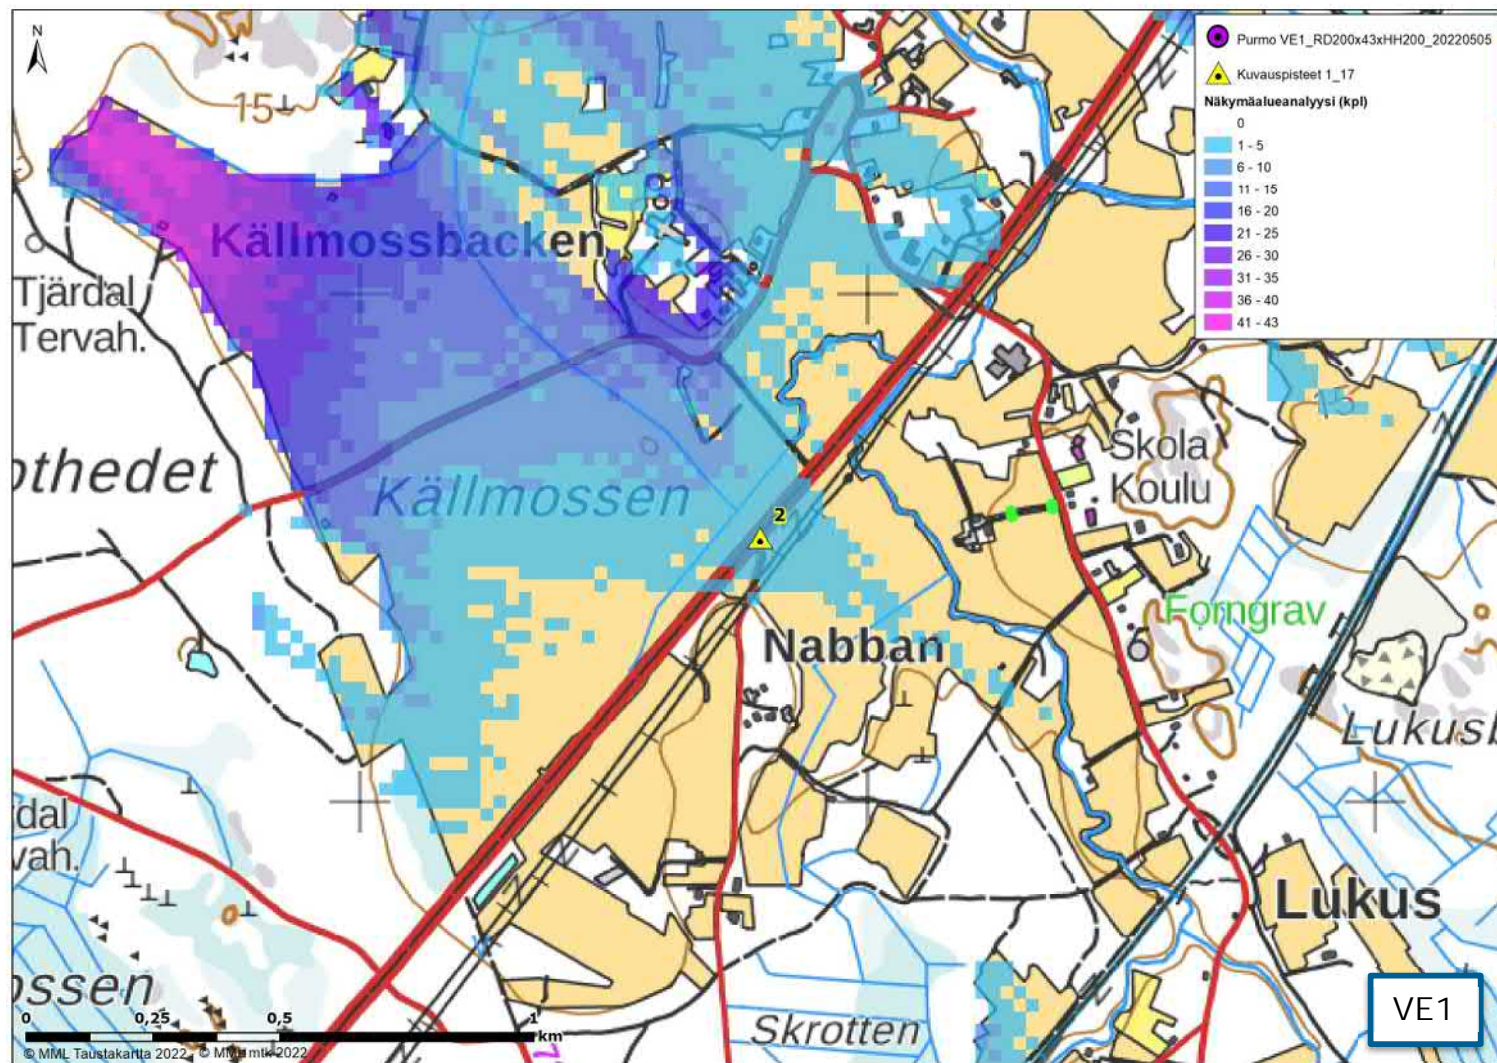 N
Purmo VE1_RD200x43xHH200_20220505
Kuvauspisteet 1_17
Näkymäalueanalyysi (kpl)
0
1 - 5
6 - 10
11 - 15
16 - 20
21 - 25
26 - 30
31 - 35
36 - 40
41 - 43
15
Källmossbacken
Tjärdal
Tervah.
othedet
Källmossen
2
Skola
Koulu
Forngrav
Nabban
Lukusb
rdal
vah.
Lukus
ossen
Skrotten
VE1
0 0,25 0,5 1
km
© MML Taustakartta 2022, © MML mtk 2022